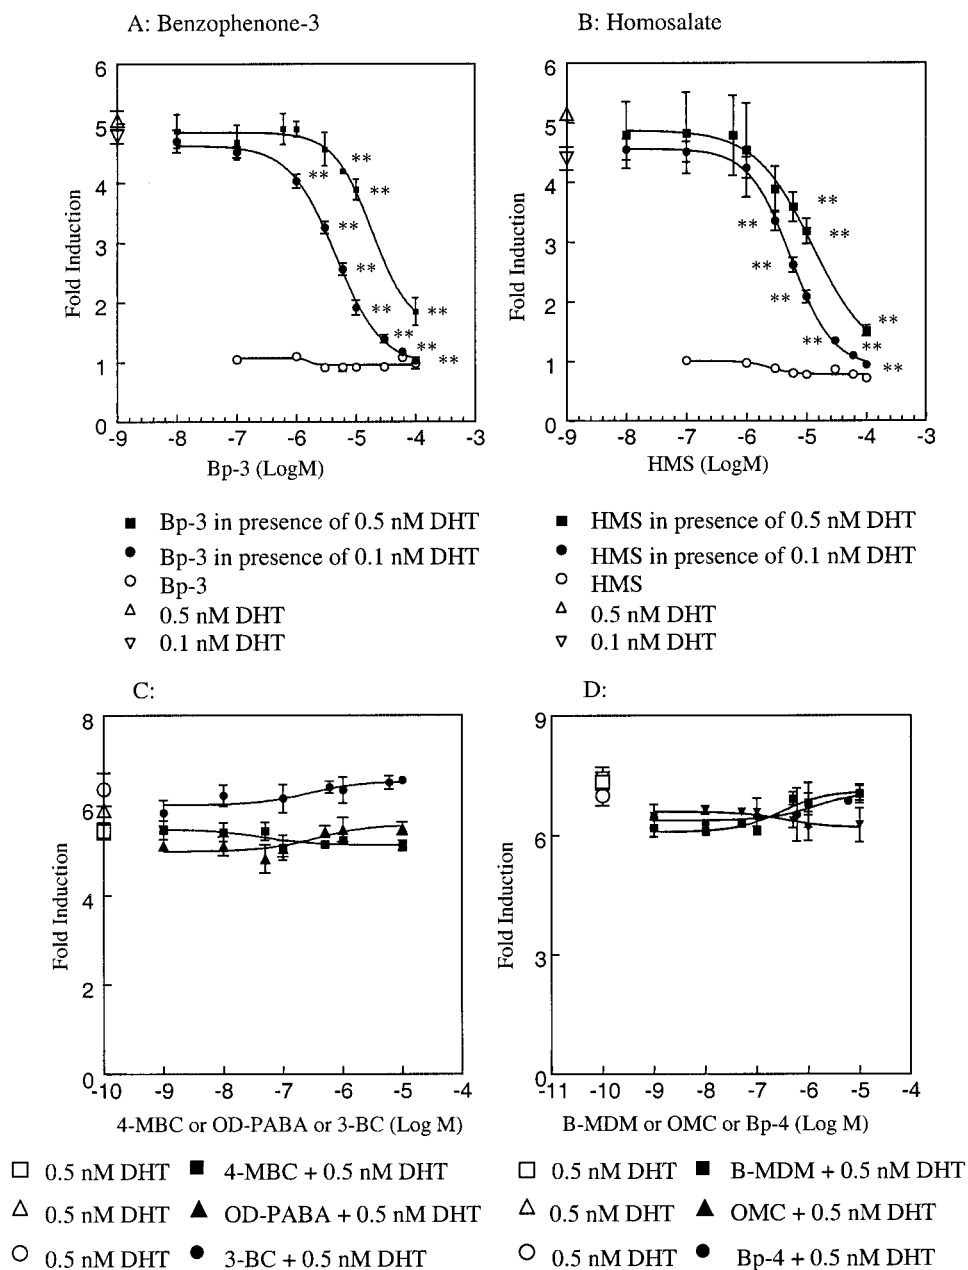 A: Benzophenone-3
B: Homosalate
6
5
4
3
2
1
0
Fold Induction
**
**
**
**
**
**
**
**
**
**
-9
-8
-7
-6
-5
-4
-3
Bp-3 (LogM)
6
5
4
3
2
1
0
Fold Induction
**
**
**
**
**
**
**
**
**
-9
-8
-7
-6
-5
-4
-3
HMS (LogM)
■ Bp-3 in presence of 0.5 nM DHT
● Bp-3 in presence of 0.1 nM DHT
○ Bp-3
△ 0.5 nM DHT
▽ 0.1 nM DHT
■ HMS in presence of 0.5 nM DHT
● HMS in presence of 0.1 nM DHT
○ HMS
△ 0.5 nM DHT
▽ 0.1 nM DHT
C:
D:
8
6
4
2
0
Fold Induction
-10
-9
-8
-7
-6
-5
-4
4-MBC or OD-PABA or 3-BC (Log M)
9
6
3
0
Fold Induction
-11
-10
-9
-8
-7
-6
-5
-4
B-MDM or OMC or Bp-4 (Log M)
□ 0.5 nM DHT ■ 4-MBC + 0.5 nM DHT
△ 0.5 nM DHT ▲ OD-PABA + 0.5 nM DHT
○ 0.5 nM DHT ● 3-BC + 0.5 nM DHT
□ 0.5 nM DHT ■ B-MDM + 0.5 nM DHT
△ 0.5 nM DHT ▲ OMC + 0.5 nM DHT
○ 0.5 nM DHT ● Bp-4 + 0.5 nM DHT